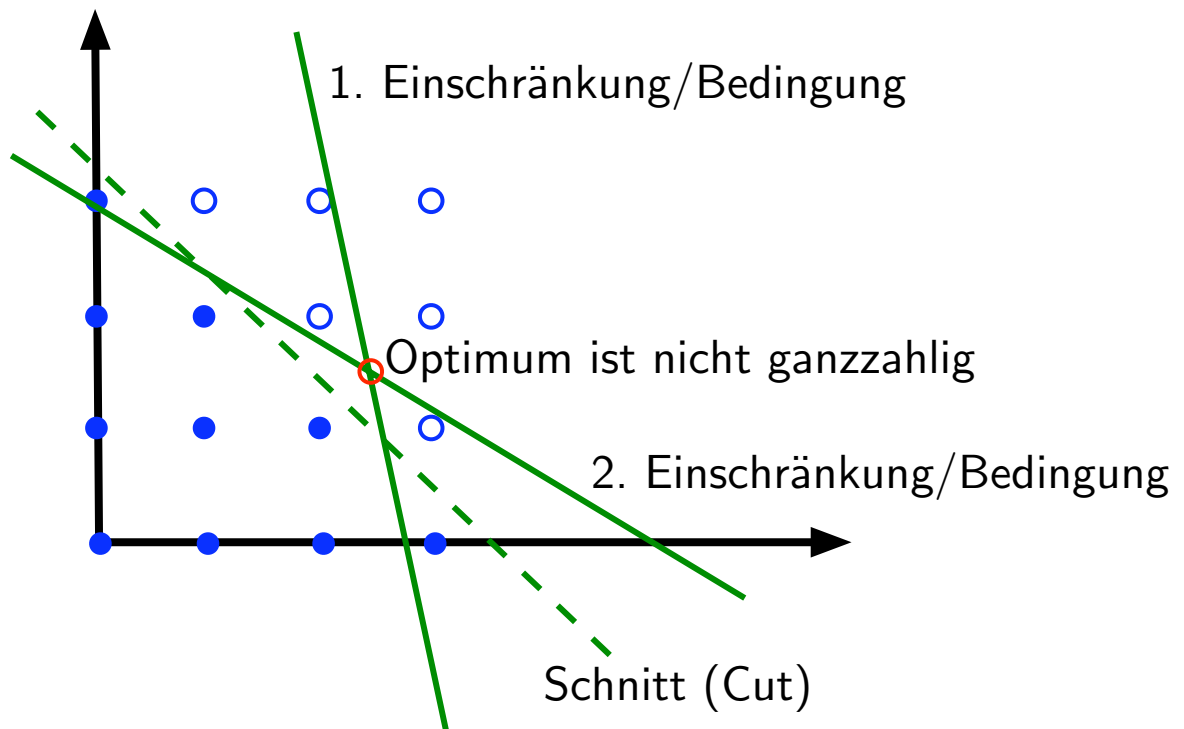 1. Einschränkung/Bedingung
Optimum ist nicht ganzzahlig
2. Einschränkung/Bedingung
Schnitt (Cut)